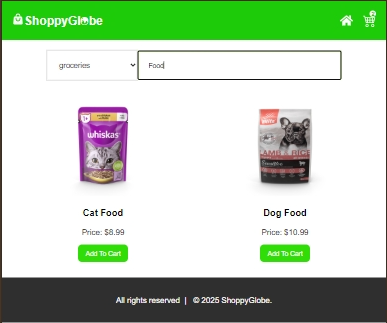 ShoppyGlobe
2
groceries
Food
whiskas
LAMB & RICE
Cat Food
Dog Food
Price: $8.99
Price: $10.99
Add To Cart
Add To Cart
All rights reserved | © 2025 ShoppyGlobe.